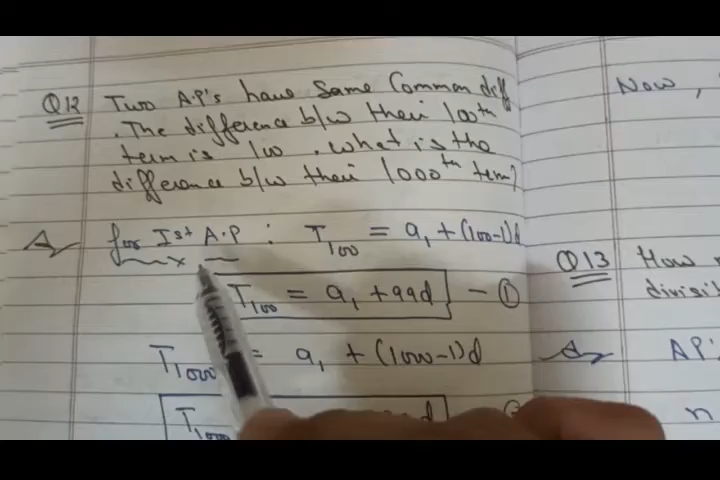 Q12 Two A.P's have Same Common diff
. The difference b/w their 100th
term is 100 . what is the
difference b/w their 1000th term?
A for Ist A.P : T100 = a1 + (100-1)d
T100 = a1 + 99d - ①
T1000 = a1 + (1000-1)d
T1000
Now,
Q13 How
divisi
A AP'
n